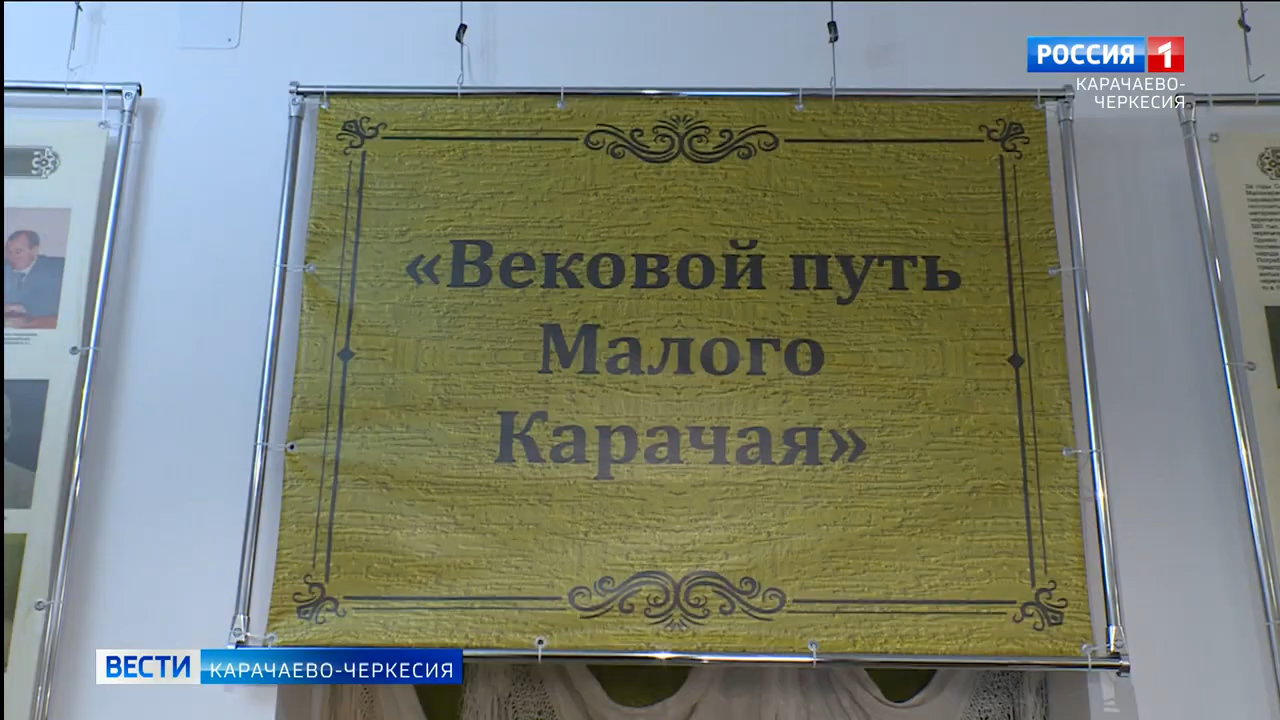 РОССИЯ 1
КАРАЧАЕВО-
ЧЕРКЕСИЯ
«Вековой путь
Малого
Карачая»
ВЕСТИ КАРАЧАЕВО-ЧЕРКЕСИЯ